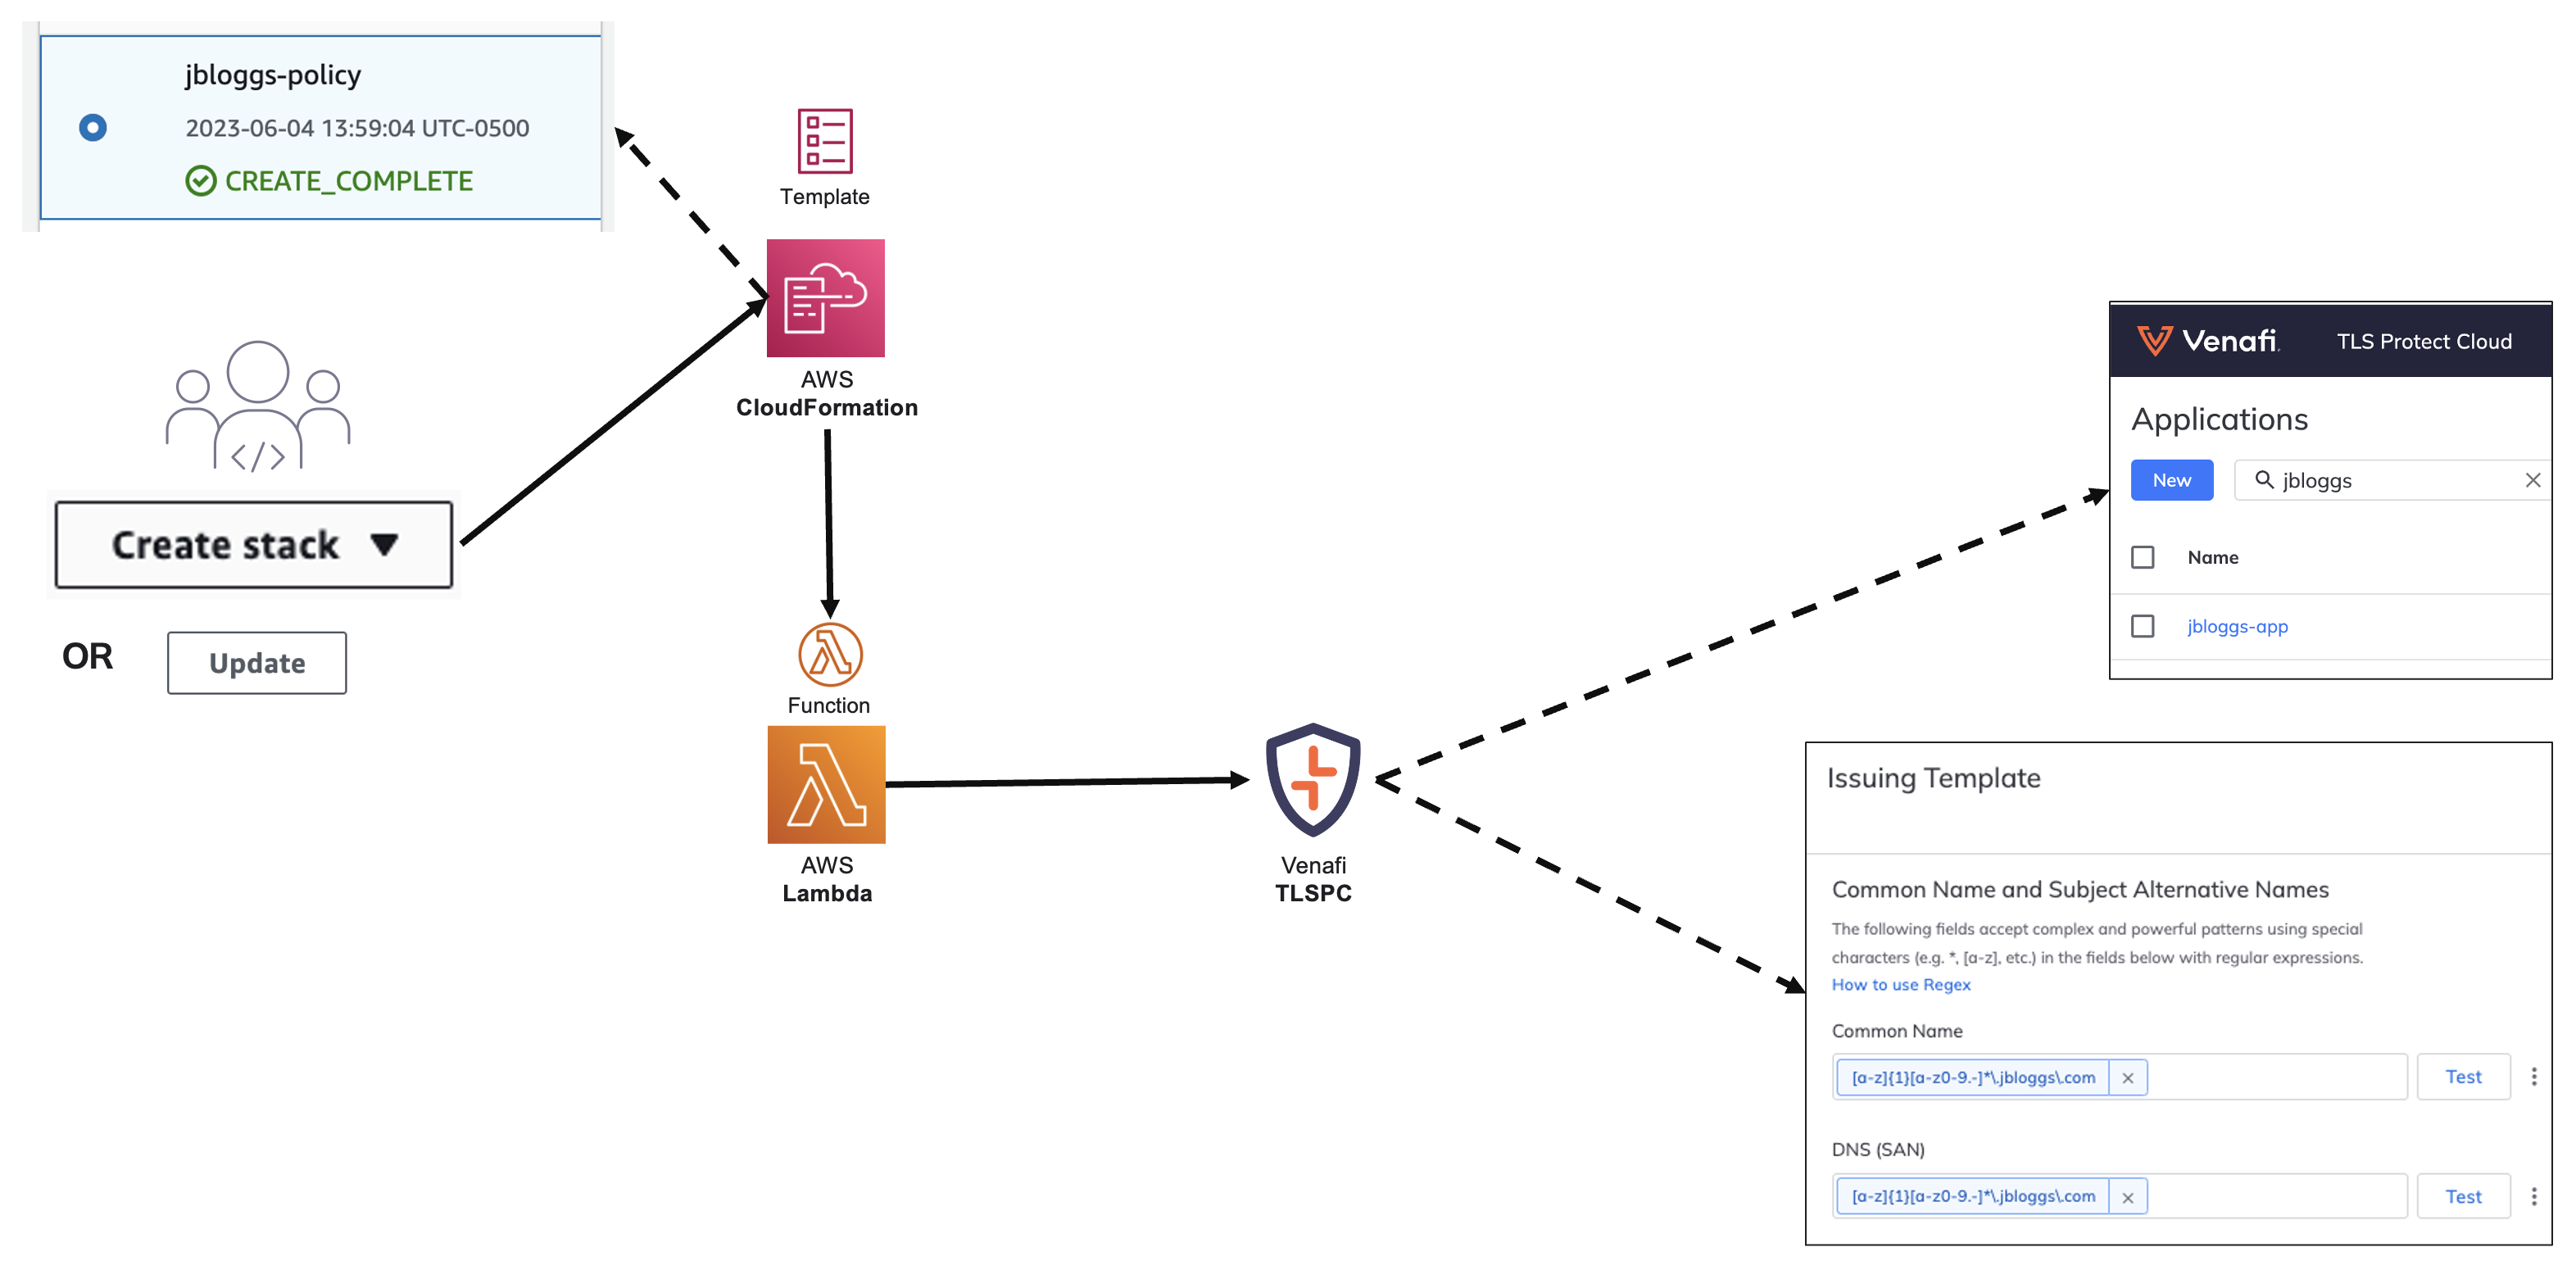 jbloggs-policy
2023-06-04 13:59:04 UTC-0500
CREATE_COMPLETE
</>
Create stack
OR
Update
Template
AWS
CloudFormation
Function
AWS
Lambda
Venafi
TLSPC
Venafi TLS Protect Cloud
Applications
New jbloggs
Name
jbloggs-app
Issuing Template
Common Name and Subject Alternative Names
The following fields accept complex and powerful patterns using special
characters (e.g. *, [a-z], etc.) in the fields below with regular expressions.
How to use Regex
Common Name
[a-z]{1}[a-z0-9.-]*\.jbloggs\.com Test
DNS (SAN)
[a-z]{1}[a-z0-9.-]*\.jbloggs\.com Test